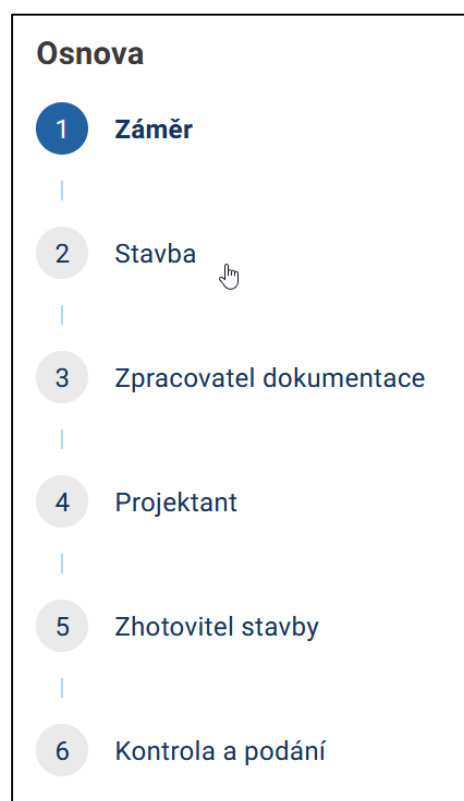 Osnova
1 Záměr
2 Stavba
3 Zpracovatel dokumentace
4 Projektant
5 Zhotovitel stavby
6 Kontrola a podání